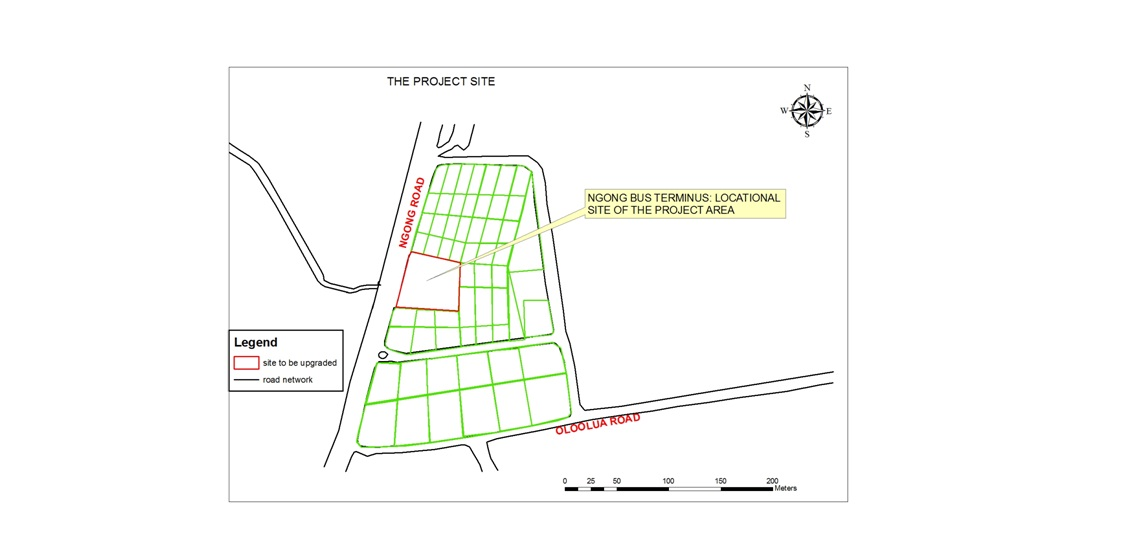 THE PROJECT SITE
N
W E
S
NGONG ROAD
NGONG BUS TERMINUS: LOCATIONAL
SITE OF THE PROJECT AREA
Legend
site to be upgraded
road network
OLOOLUA ROAD
0 25 50 100 150 200
Meters